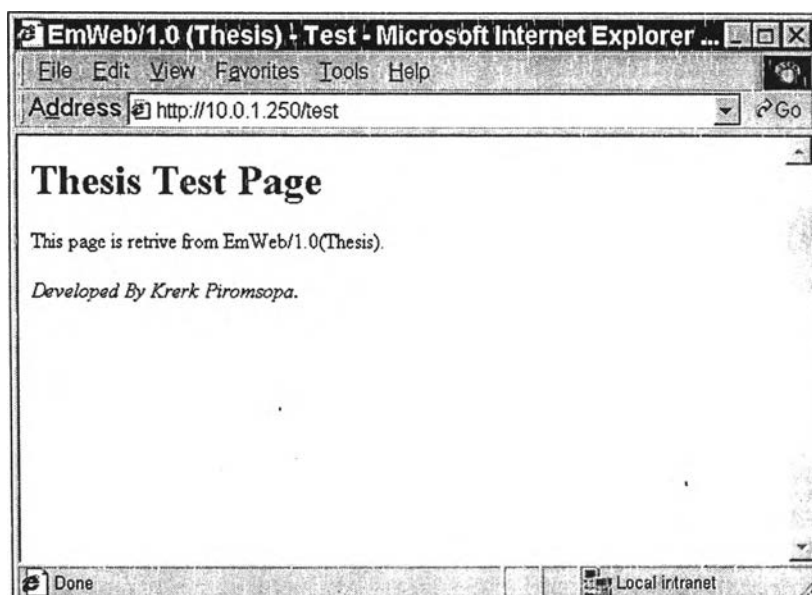 EmWeb/1.0 (Thesis) - Test - Microsoft Internet Explorer ...
File Edit View Favorites Tools Help
Address http://10.0.1.250/test Go
Thesis Test Page
This page is retrive from EmWeb/1.0(Thesis).
Developed By Krerk Piromsopa.
Done Local intranet